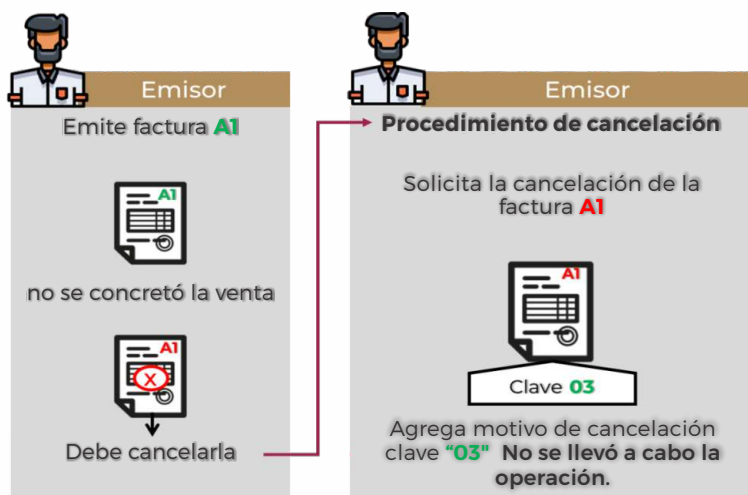 Emisor
Emite factura A1
A1
no se concretó la venta
A1
X
Debe cancelarla
Emisor
Procedimiento de cancelación
Solicita la cancelación de la
factura A1
A1
Clave 03
Agrega motivo de cancelación
clave "03" No se llevó a cabo la
operación.